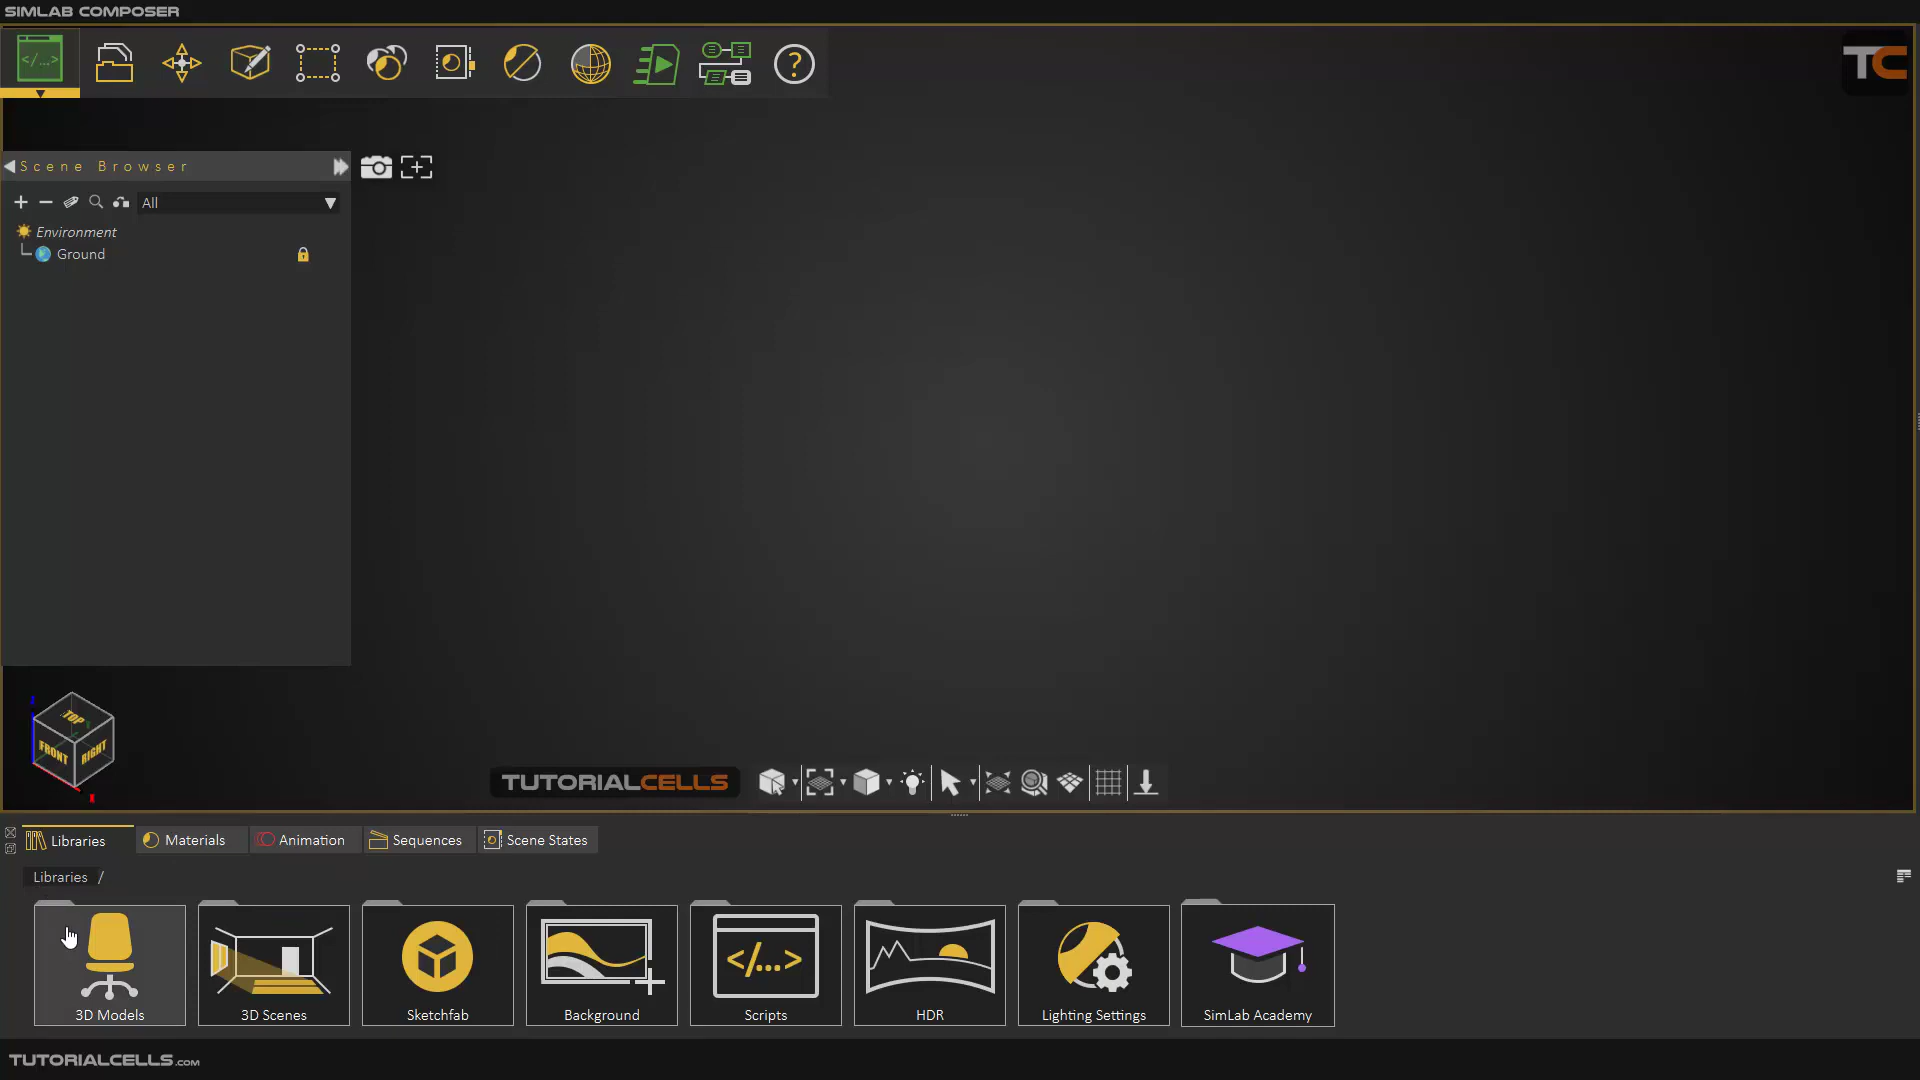 SIMLAB COMPOSER
</...>
?
TC
Scene Browser
All
Environment
Ground
TOP
FRONT
RIGHT
TUTORIALCELLS
Libraries
Materials
Animation
Sequences
Scene States
Libraries /
</...>
3D Models
3D Scenes
Sketchfab
Background
Scripts
HDR
Lighting Settings
SimLab Academy
TUTORIALCELLS.COM